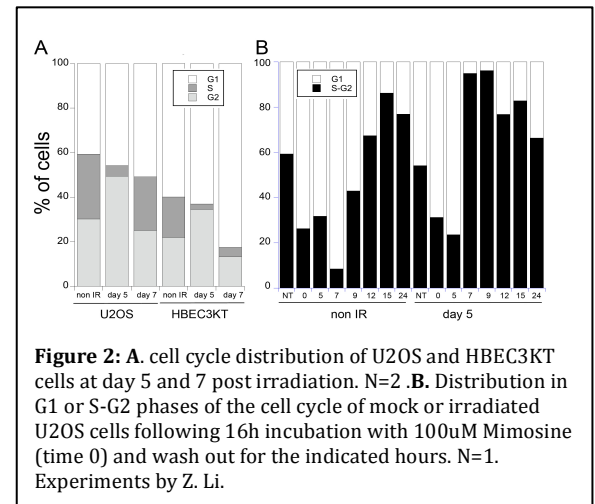 A
B
100
80
60
40
20
0
% of cells
G1
S
G2
non IR day 5 day 7 non IR day 5 day 7
U2OS HBEC3KT
100
80
60
40
20
0
G1
S-G2
NT 0 5 7 9 12 15 24 NT 0 5 7 9 12 15 24
non IR day 5
Figure 2: A. cell cycle distribution of U2OS and HBEC3KT
cells at day 5 and 7 post irradiation. N=2 .B. Distribution in
G1 or S-G2 phases of the cell cycle of mock or irradiated
U2OS cells following 16h incubation with 100uM Mimosine
(time 0) and wash out for the indicated hours. N=1.
Experiments by Z. Li.